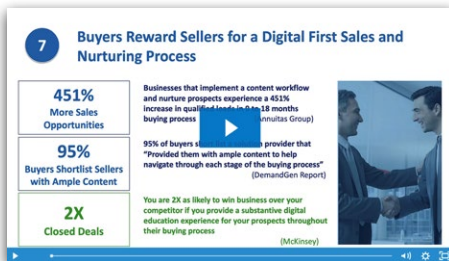 7
Buyers Reward Sellers for a Digital First Sales and
Nurturing Process
451%
More Sales
Opportunities
Businesses that implement a content workflow
and nurture prospects experience a 451%
increase in qualified leads in to 18 months
buying process Annuitas Group)
95%
Buyers Shortlist Sellers
with Ample Content
95% of buyers provider that
"Provided them with ample content to help
navigate through each stage of the buying process"
(DemandGen Report)
2X
Closed Deals
You are 2X as likely to win business over your
competitor if you provide a substantive digital
education experience for your prospects throughout
their buying process
(McKinsey)